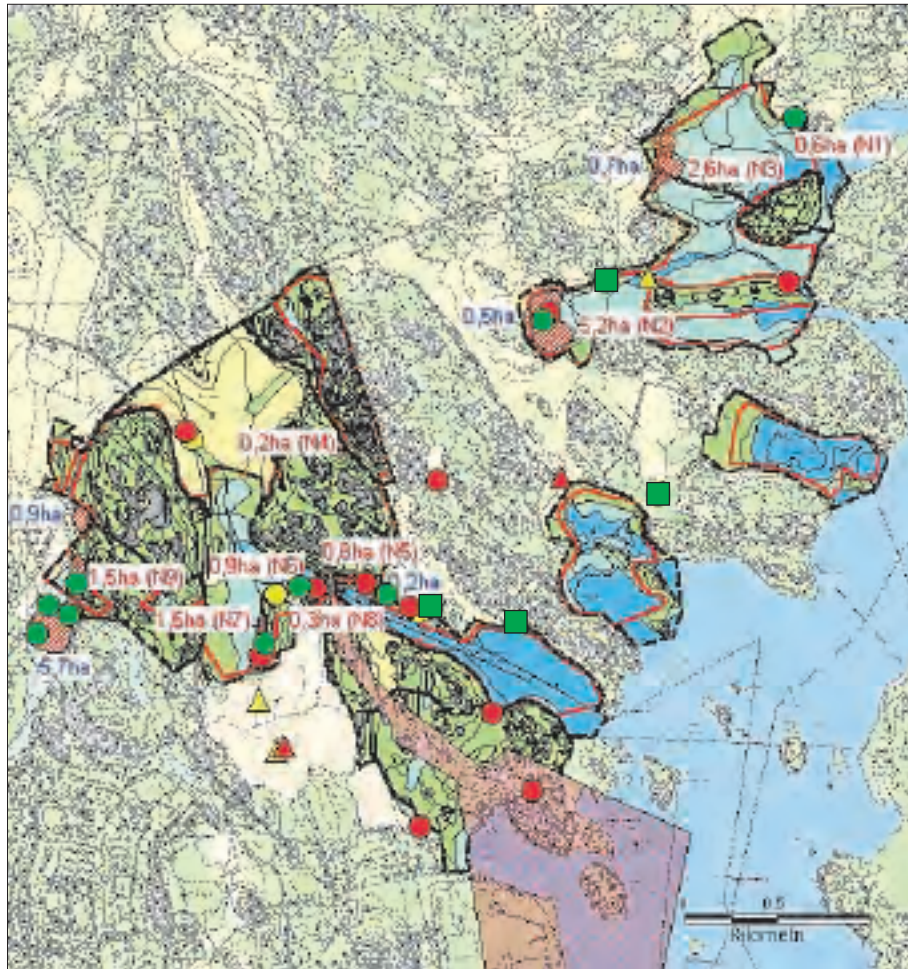 0,6ha (N1)
0,7ha
2,6ha (N3)
0,5ha
5,2ha (N2)
0,2ha (N4)
0,9ha
0,8ha (N5)
0,9ha (N6)
0,2ha
1,5ha (N9)
1,5ha (N7)
0,3ha (N8)
5,7ha
0.5